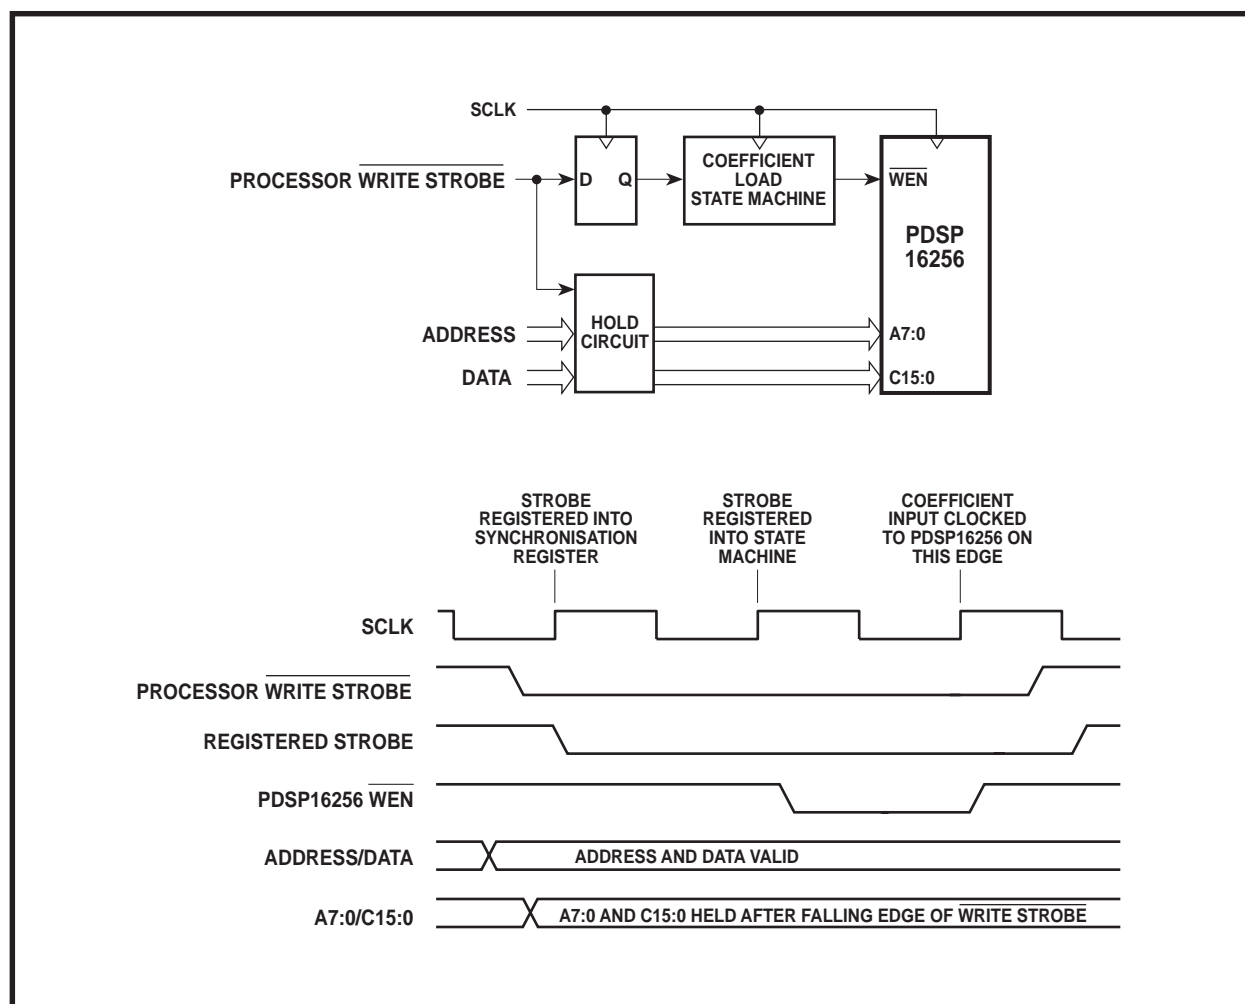 SCLK
PROCESSOR WRITE STROBE
D Q
COEFFICIENT
LOAD
STATE MACHINE
WEN
PDSP
16256
HOLD
CIRCUIT
ADDRESS
A7:0
DATA
C15:0
STROBE
REGISTERED INTO
SYNCHRONISATION
REGISTER
STROBE
REGISTERED
INTO STATE
MACHINE
COEFFICIENT
INPUT CLOCKED
TO PDSP16256 ON
THIS EDGE
SCLK
PROCESSOR WRITE STROBE
REGISTERED STROBE
PDSP16256 WEN
ADDRESS/DATA
ADDRESS AND DATA VALID
A7:0/C15:0
A7:0 AND C15:0 HELD AFTER FALLING EDGE OF WRITE STROBE